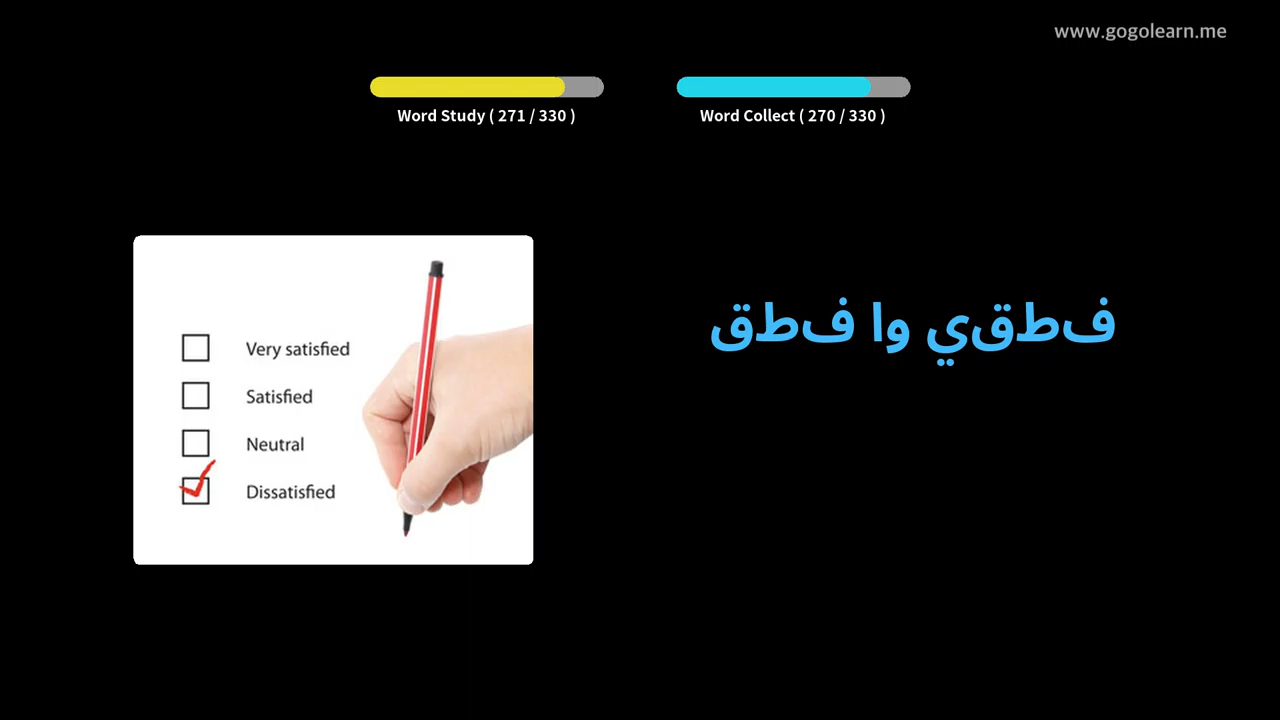 www.gogolearn.me
Word Study ( 271 / 330 )
Word Collect ( 270 / 330 )
فطقي وا فطق
Very satisfied
Satisfied
Neutral
Dissatisfied